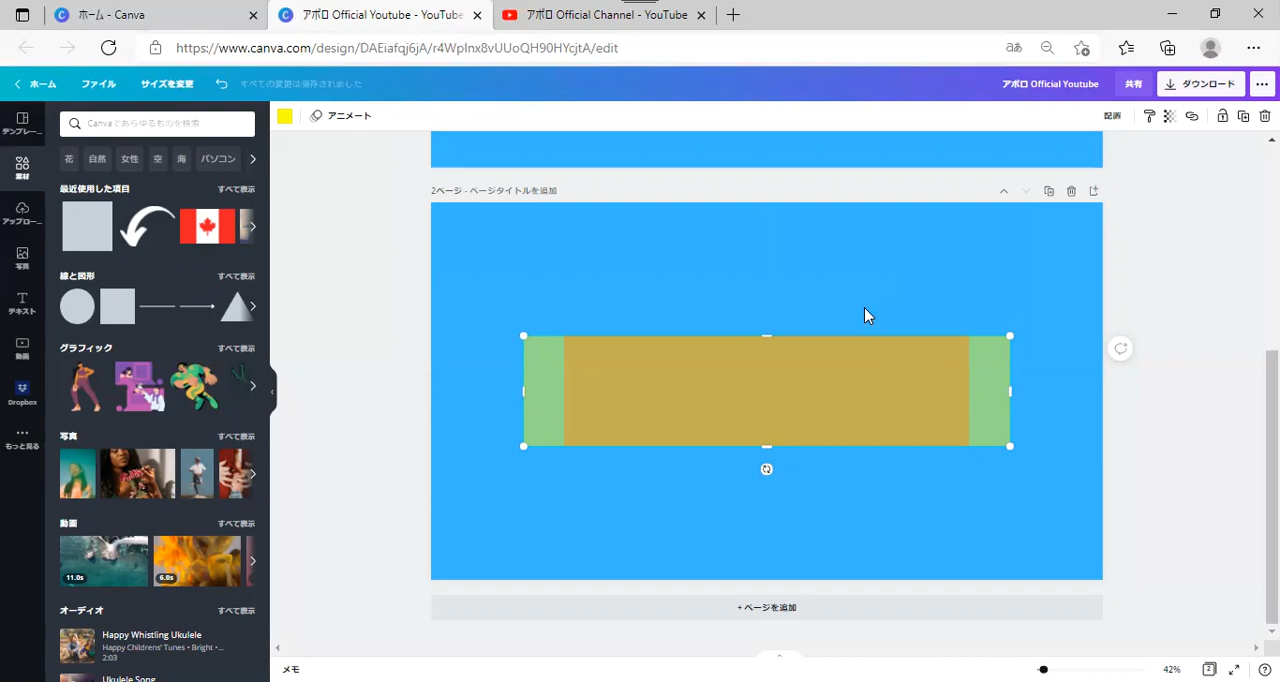 ホーム - Canva
アポロ Official Youtube - YouTube
アポロ Official Channel - YouTube
https://www.canva.com/design/DAEiafqj6jA/r4WpInx8vUUoQH90HYcjtA/edit
ああ
ホーム
ファイル
サイズを変更
すべての変更は保存されました
アポロ Official Youtube
共有
ダウンロード
テンプレー...
Canvaであらゆるものを検索
アニメート
配置
花
自然
女性
空
海
パソコン
素材
最近使用した項目
すべて表示
2ページ - ページタイトルを追加
アップロー...
写真
線と図形
すべて表示
テキスト
グラフィック
すべて表示
動画
Dropbox
もっと見る
写真
すべて表示
動画
すべて表示
11.0s
6.0s
オーディオ
すべて表示
+ ページを追加
Happy Whistling Ukulele
Happy Childrens' Tunes • Bright • ...
2:03
Ukulele Song
メモ
42%
2